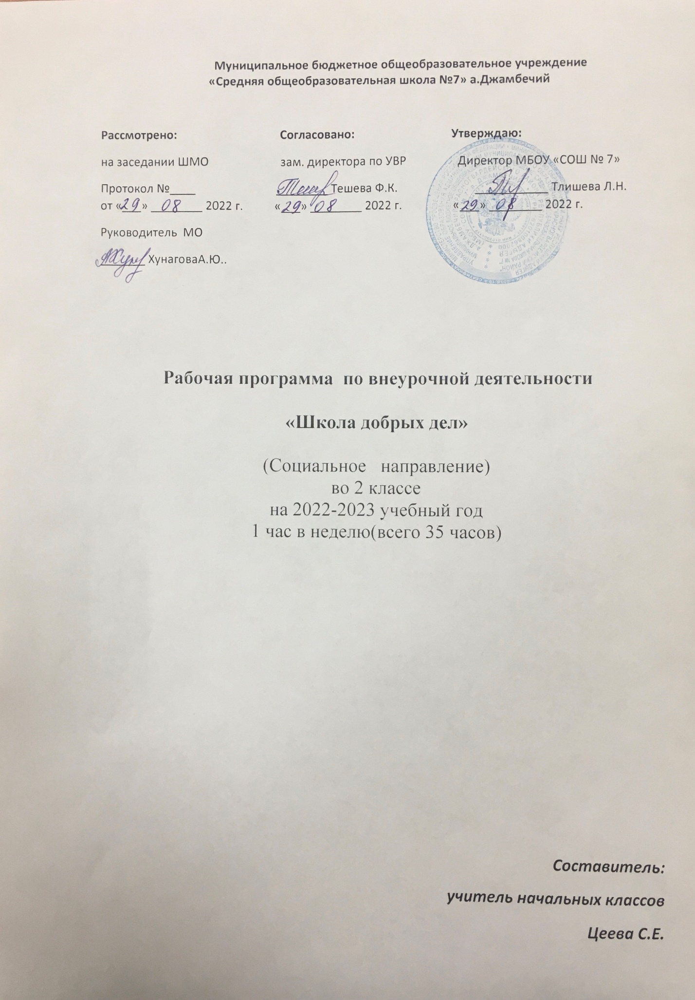 Муниципальное бюджетное общеобразовательное учреждение
«Средняя общеобразовательная школа №7» а.Джамбечий
Рассмотрено:
на заседании ШМО
Протокол №____
от «29» 08 2022 г.
Руководитель МО
ХунаговаА.Ю..
Согласовано:
зам. директора по УВР
Тешева Ф.К.
«29» 08 2022 г.
Утверждаю:
Директор МБОУ «СОШ № 7»
Тлишева Л.Н.
«29» 08 2022 г.
Рабочая программа по внеурочной деятельности
«Школа добрых дел»
(Социальное направление)
во 2 классе
на 2022-2023 учебный год
1 час в неделю(всего 35 часов)
Составитель:
учитель начальных классов
Цеева С.Е.